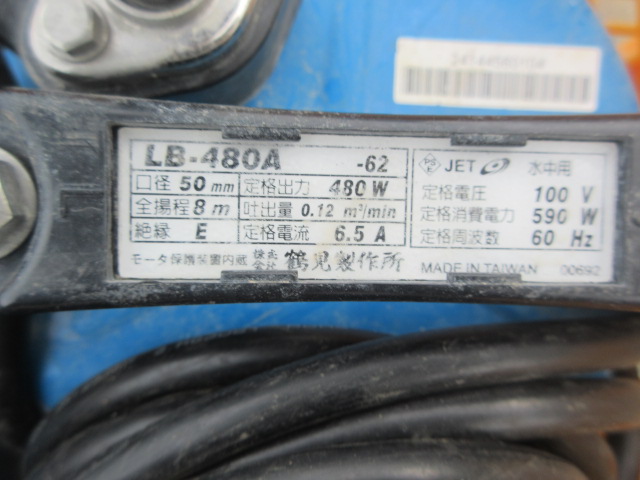 LB-480A -62
口径 50 mm 定格出力 480 W
全揚程 8 m 吐出量 0.12 m³/min
絶縁 E 定格電流 6.5 A
モータ保護装置内蔵 株式会社 鶴見製作所
PSE JET 水中用
定格電圧 100 V
定格消費電力 590 W
定格周波数 60 Hz
MADE IN TAIWAN 00692